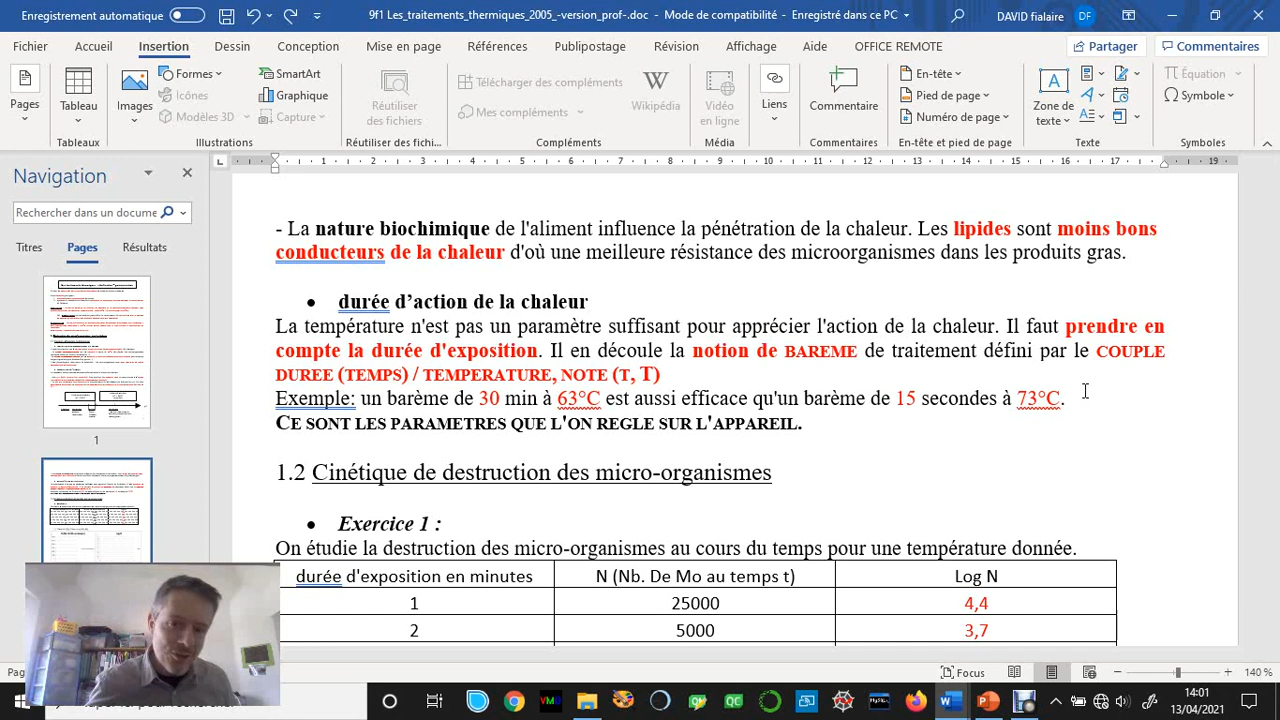 Enregistrement automatique
9f1 Les_traitements_thermiques_2005_-version_prof-.doc - Mode de compatibilité - Enregistré dans ce PC
DAVID fialaire DF
Fichier Accueil Insertion Dessin Conception Mise en page Références Publipostage Révision Affichage Aide OFFICE REMOTE Partager Commentaires
Pages
Tableau
Images
Formes
Icônes
Modèles 3D
SmartArt
Graphique
Capture
Réutiliser des fichiers
Télécharger des compléments
Mes compléments
Wikipédia
Vidéo en ligne
Liens
Commentaire
En-tête
Pied de page
Numéro de page
Zone de texte
Équation
Symbole
Tableaux Illustrations Réutiliser des fichi... Compléments Média Commentaires En-tête et pied de page Texte Symboles
Navigation
Rechercher dans un docume
Titres Pages Résultats
1
- La nature biochimique de l'aliment influence la pénétration de la chaleur. Les lipides sont moins bons
conducteurs de la chaleur d'où une meilleure résistance des microorganismes dans les produits gras.
• durée d'action de la chaleur
La température n'est pas un paramètre suffisant pour apprécier l'action de la chaleur. Il faut prendre en
compte la durée d'exposition. Il en découle la notion de BAREME de traitement défini par le COUPLE
DUREE (TEMPS) / TEMPERATURE, NOTE (T, T)
Exemple: un barème de 30 min à 63°C est aussi efficace qu'un barème de 15 secondes à 73°C.
CE SONT LES PARAMETRES QUE L'ON REGLE SUR L'APPAREIL.
1.2 Cinétique de destruction des micro-organismes
• Exercice 1 :
On étudie la destruction des micro-organismes au cours du temps pour une température donnée.
durée d'exposition en minutes N (Nb. De Mo au temps t) Log N
1 25000 4,4
2 5000 3,7
Focus 140 %
14:01
13/04/2021